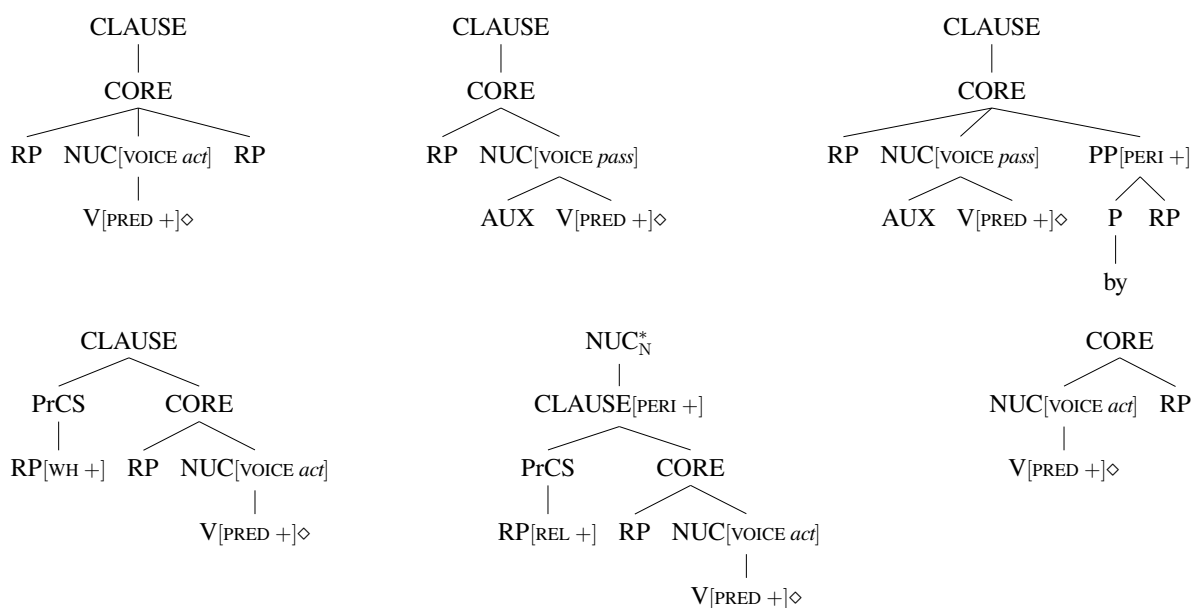 CLAUSE CLAUSE CLAUSE
CORE CORE CORE
RP NUC[VOICE act] RP RP NUC[VOICE pass] RP NUC[VOICE pass] PP[PERI +]
V[PRED +]⋄ AUX V[PRED +]⋄ AUX V[PRED +]⋄ P RP
by
CLAUSE NUC*N CORE
PrCS CORE CLAUSE[PERI +] NUC[VOICE act] RP
RP[WH +] RP NUC[VOICE act] PrCS CORE V[PRED +]⋄
V[PRED +]⋄ RP[REL +] RP NUC[VOICE act]
V[PRED +]⋄